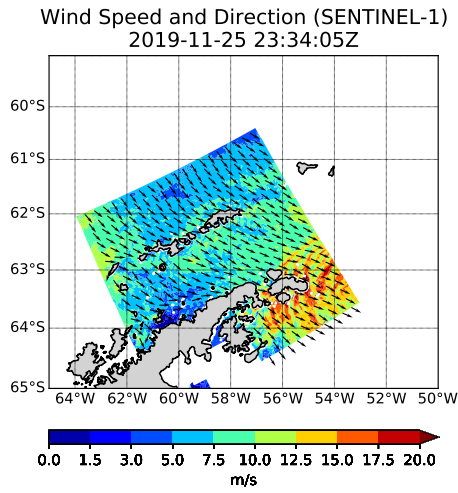 Wind Speed and Direction (SENTINEL-1)
2019-11-25 23:34:05Z
60°S
61°S
62°S
63°S
64°S
65°S
64°W 62°W 60°W 58°W 56°W 54°W 52°W 50°W
0.0 1.5 3.0 5.0 7.5 10.0 12.5 15.0 17.5 20.0
m/s